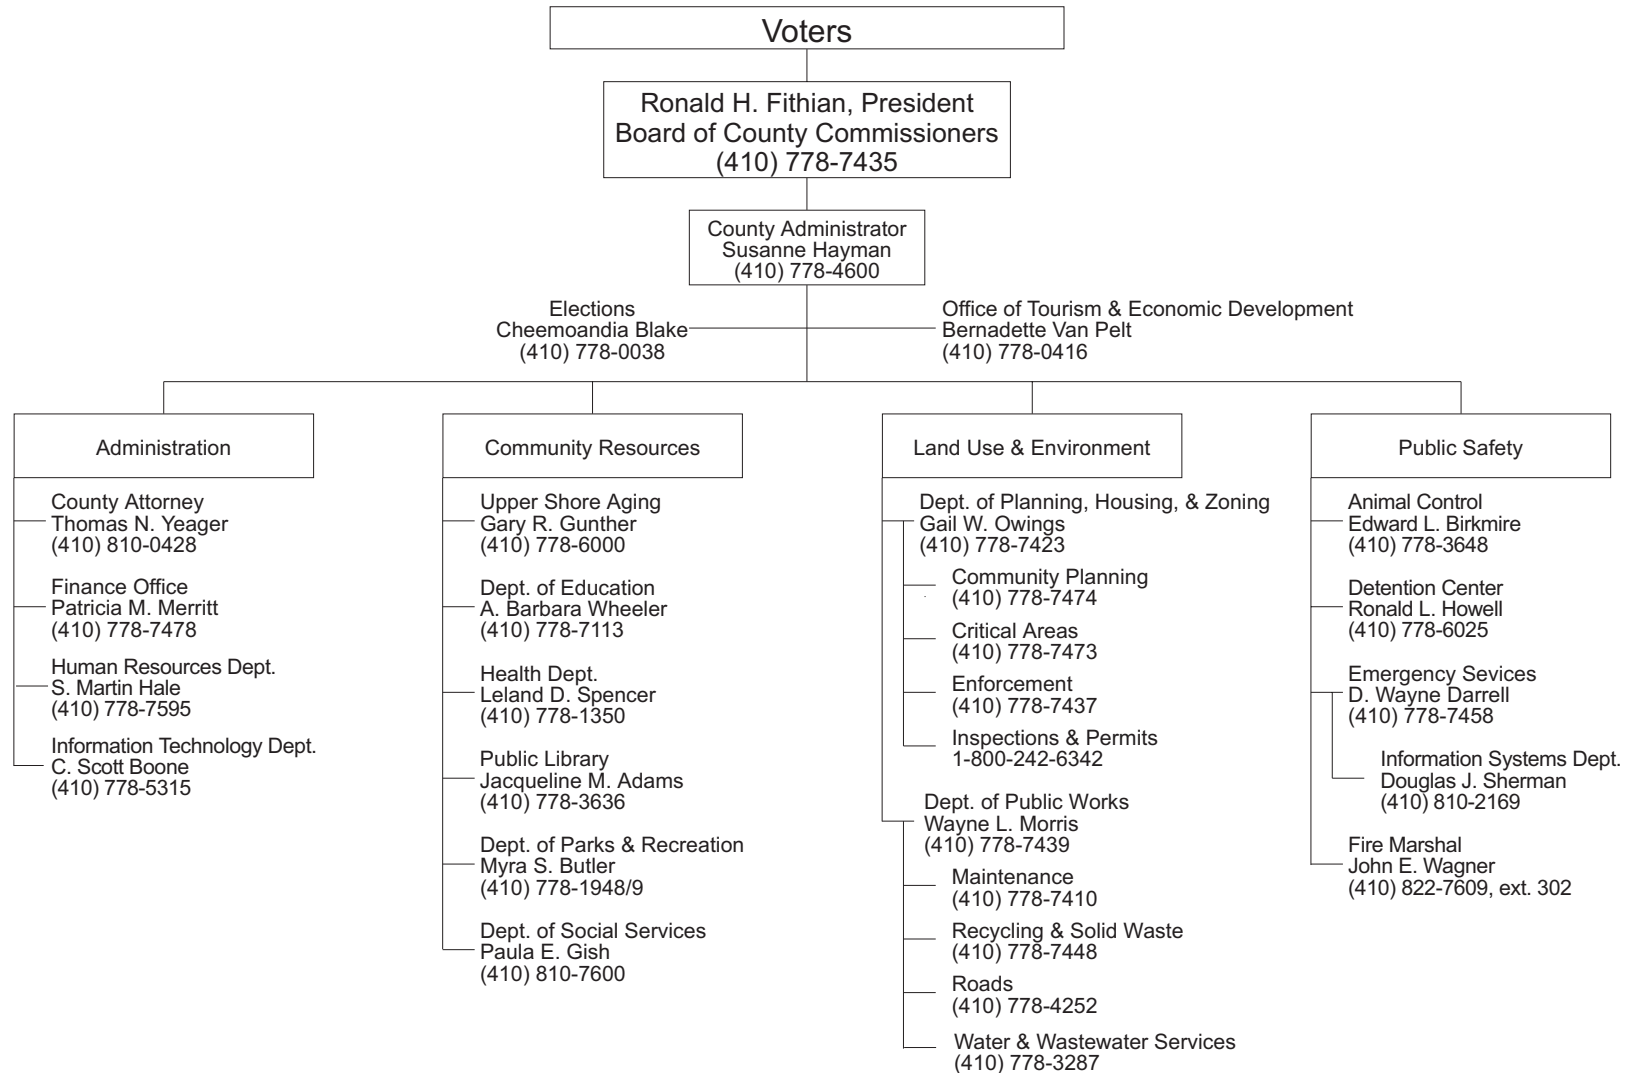 Voters
Ronald H. Fithian, President
Board of County Commissioners
(410) 778-7435
County Administrator
Susanne Hayman
(410) 778-4600
Elections
Cheemoandia Blake
(410) 778-0038
Office of Tourism & Economic Development
Bernadette Van Pelt
(410) 778-0416
Administration
County Attorney
Thomas N. Yeager
(410) 810-0428
Finance Office
Patricia M. Merritt
(410) 778-7478
Human Resources Dept.
S. Martin Hale
(410) 778-7595
Information Technology Dept.
C. Scott Boone
(410) 778-5315
Community Resources
Upper Shore Aging
Gary R. Gunther
(410) 778-6000
Dept. of Education
A. Barbara Wheeler
(410) 778-7113
Health Dept.
Leland D. Spencer
(410) 778-1350
Public Library
Jacqueline M. Adams
(410) 778-3636
Dept. of Parks & Recreation
Myra S. Butler
(410) 778-1948/9
Dept. of Social Services
Paula E. Gish
(410) 810-7600
Land Use & Environment
Dept. of Planning, Housing, & Zoning
Gail W. Owings
(410) 778-7423
Community Planning
(410) 778-7474
Critical Areas
(410) 778-7473
Enforcement
(410) 778-7437
Inspections & Permits
1-800-242-6342
Dept. of Public Works
Wayne L. Morris
(410) 778-7439
Maintenance
(410) 778-7410
Recycling & Solid Waste
(410) 778-7448
Roads
(410) 778-4252
Water & Wastewater Services
(410) 778-3287
Public Safety
Animal Control
Edward L. Birkmire
(410) 778-3648
Detention Center
Ronald L. Howell
(410) 778-6025
Emergency Sevices
D. Wayne Darrell
(410) 778-7458
Information Systems Dept.
Douglas J. Sherman
(410) 810-2169
Fire Marshal
John E. Wagner
(410) 822-7609, ext. 302